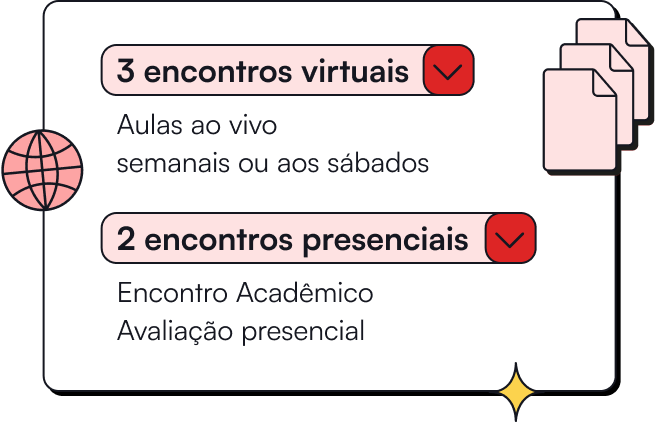 3 encontros virtuais
Aulas ao vivo
semanais ou aos sábados
2 encontros presenciais
Encontro Acadêmico
Avaliação presencial